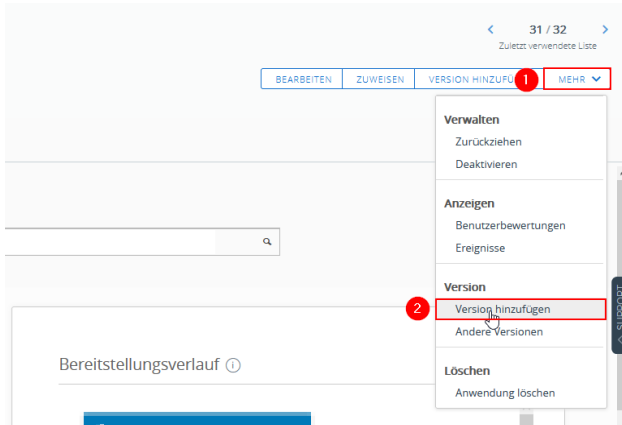 31 / 32
Zuletzt verwendete Liste
BEARBEITEN ZUWEISEN VERSION HINZUFÜ 1 MEHR
Verwalten
Zurückziehen
Deaktivieren
Anzeigen
Benutzerbewertungen
Ereignisse
Version
2 Version hinzufügen
Andere Versionen
SUPPORT
Bereitstellungsverlauf
Löschen
Anwendung löschen